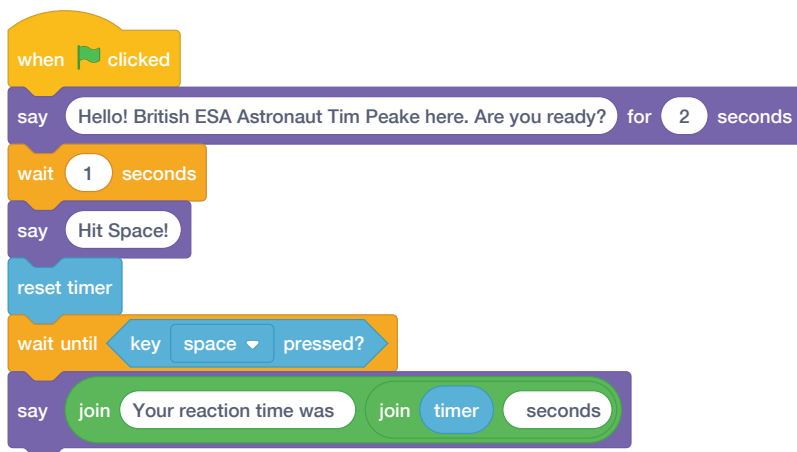 when clicked
say Hello! British ESA Astronaut Tim Peake here. Are you ready? for 2 seconds
wait 1 seconds
say Hit Space!
reset timer
wait until key space pressed?
say join Your reaction time was join timer seconds